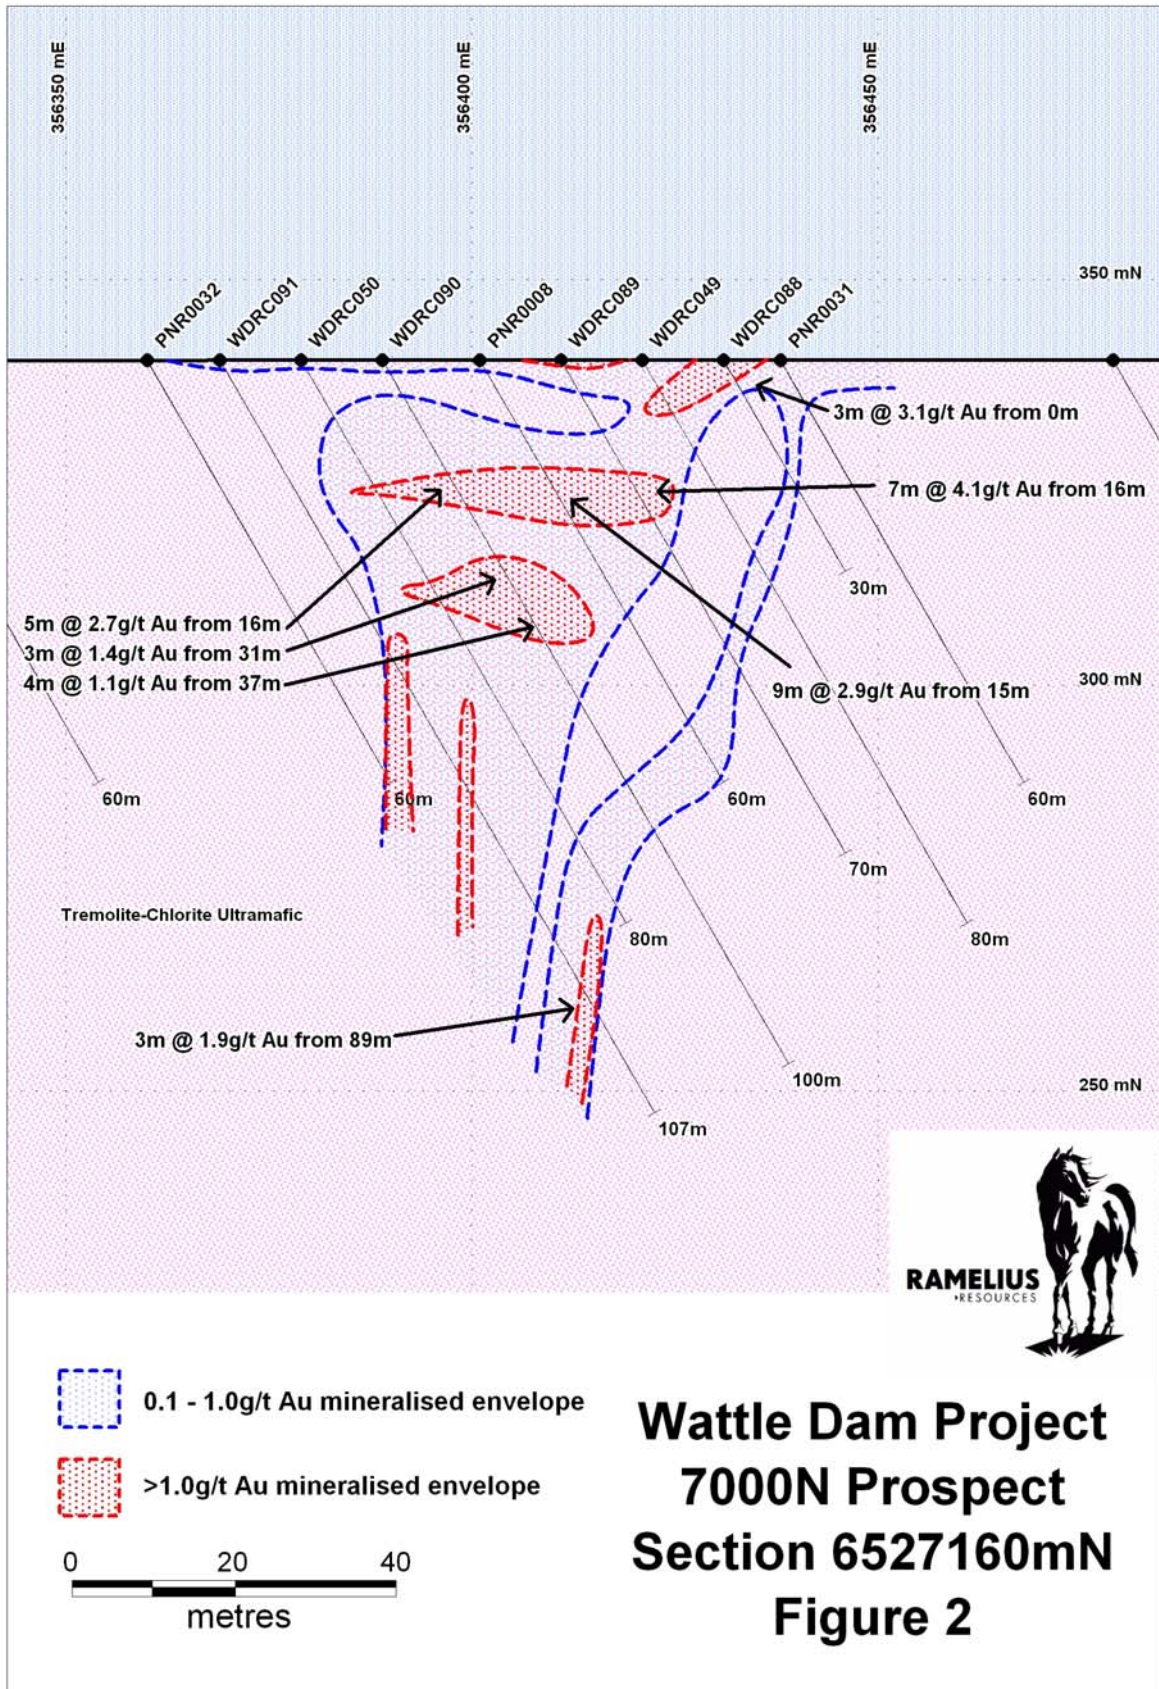 356350 mE
356400 mE
356450 mE
350 mN
PNR0032
WDRC091
WDRC050
WDRC090
PNR0008
WDRC089
WDRC049
WDRC088
PNR0031
3m @ 3.1g/t Au from 0m
7m @ 4.1g/t Au from 16m
30m
5m @ 2.7g/t Au from 16m
3m @ 1.4g/t Au from 31m
4m @ 1.1g/t Au from 37m
300 mN
9m @ 2.9g/t Au from 15m
60m
60m
60m
60m
70m
Tremolite-Chlorite Ultramafic
80m
80m
3m @ 1.9g/t Au from 89m
100m
250 mN
107m
RAMELIUS
RESOURCES
0.1 - 1.0g/t Au mineralised envelope
>1.0g/t Au mineralised envelope
0 20 40
metres
Wattle Dam Project
7000N Prospect
Section 6527160mN
Figure 2